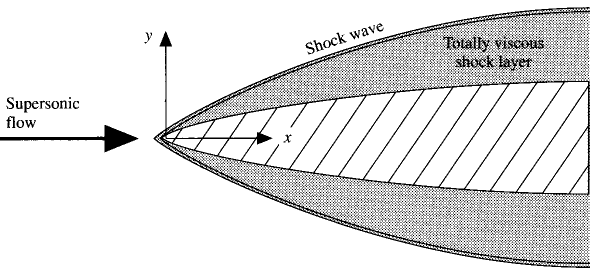 y
Shock wave
Totally viscous
shock layer
Supersonic
flow
x